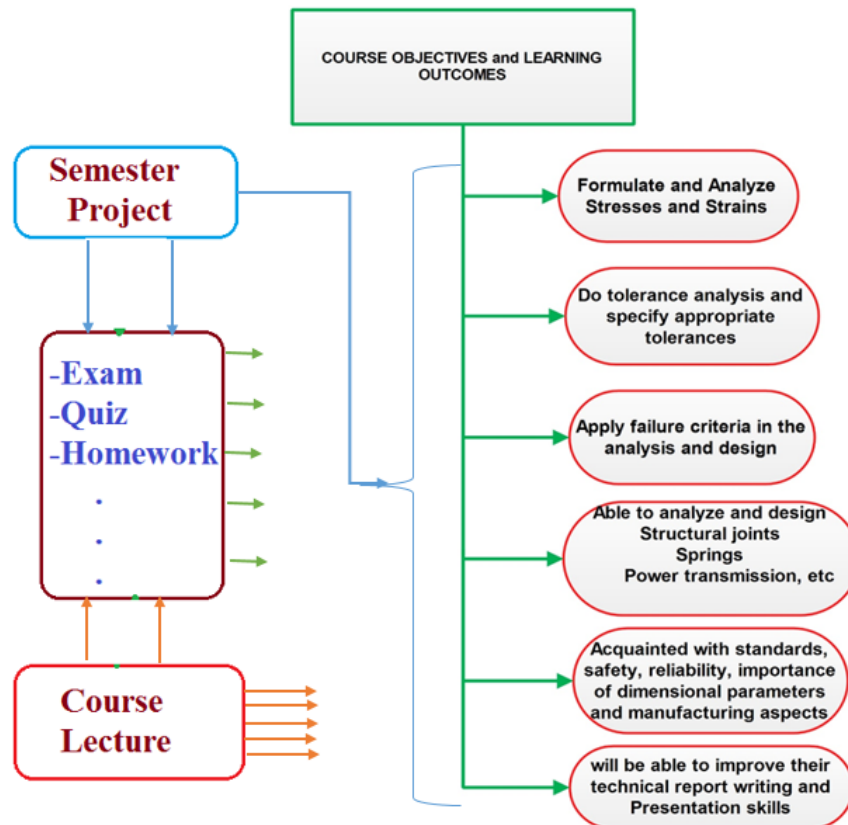 COURSE OBJECTIVES and LEARNING
OUTCOMES
Semester
Project
-Exam
-Quiz
-Homework
.
.
.
Course
Lecture
Formulate and Analyze
Stresses and Strains
Do tolerance analysis and
specify appropriate
tolerances
Apply failure criteria in the
analysis and design
Able to analyze and design
Structural joints
Springs
Power transmission, etc
Acquainted with standards,
safety, reliability, importance
of dimensional parameters
and manufacturing aspects
will be able to improve their
technical report writing and
Presentation skills